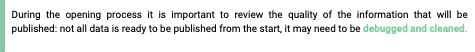 During the opening process it is important to review the quality of the information that will be
published: not all data is ready to be published from the start, it may need to be debugged and cleaned.